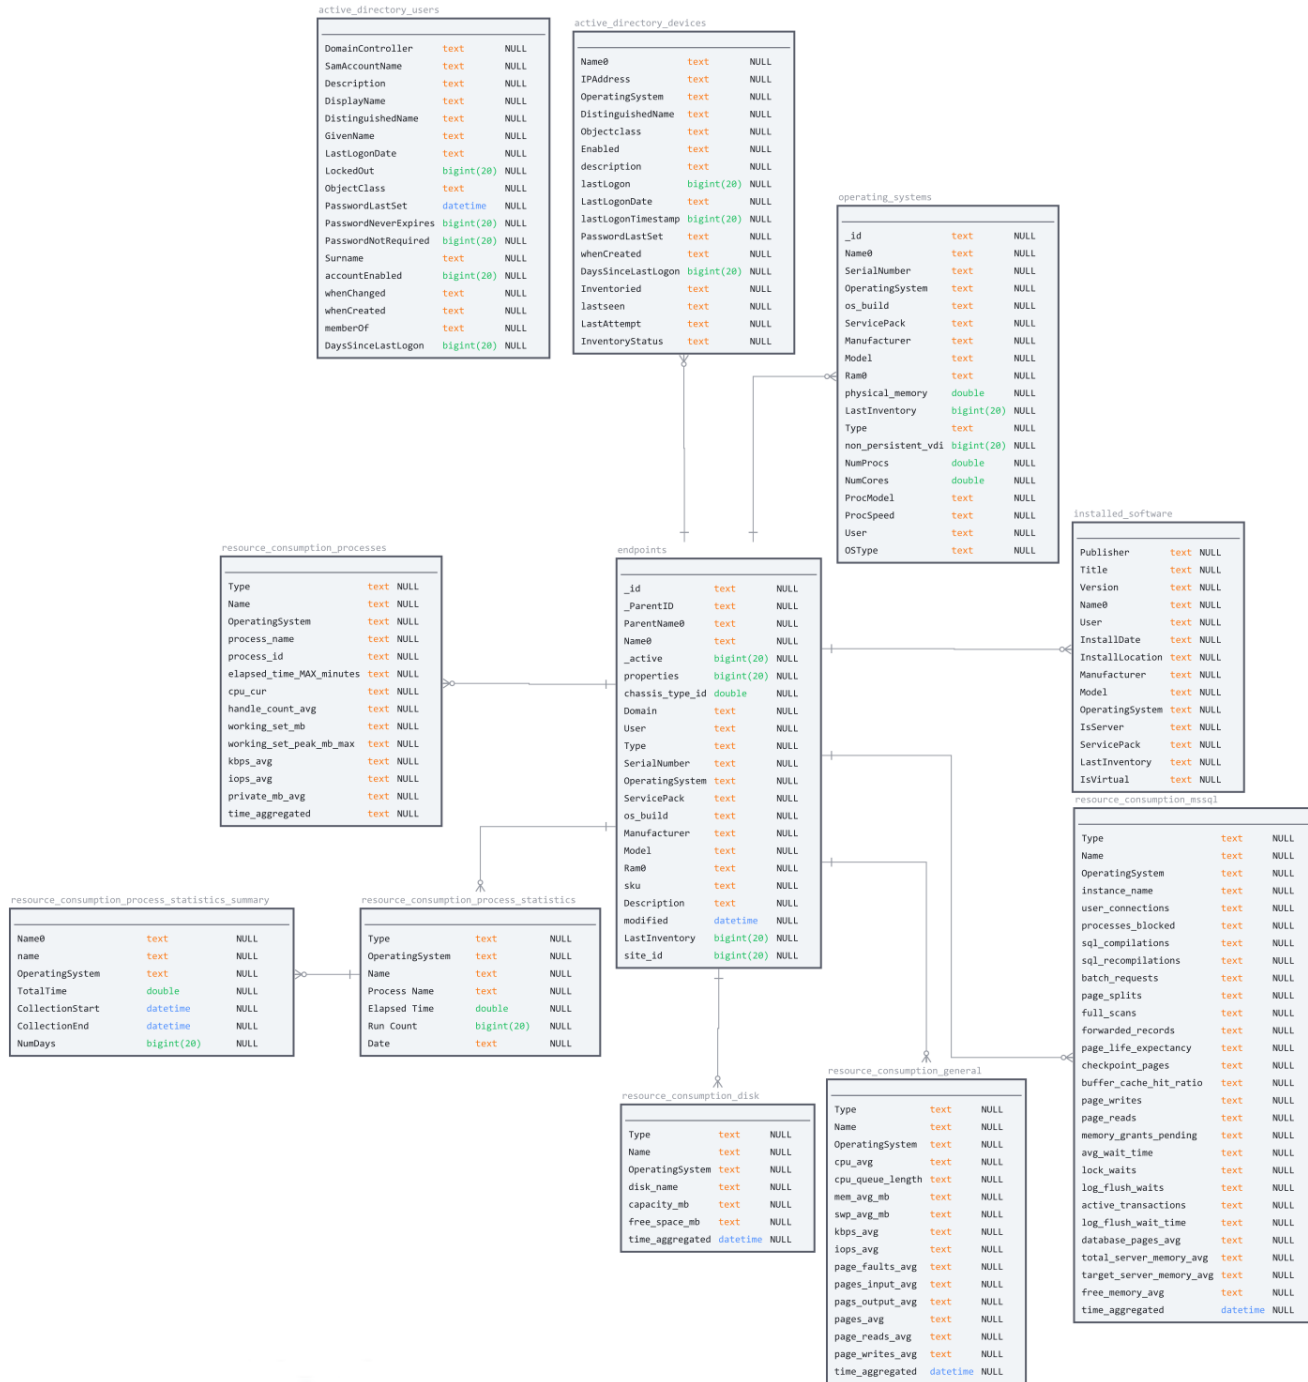 active_directory_users
DomainController text NULL
SamAccountName text NULL
Description text NULL
DisplayName text NULL
DistinguishedName text NULL
GivenName text NULL
LastLogonDate text NULL
LockedOut bigint(20) NULL
ObjectClass text NULL
PasswordLastSet datetime NULL
PasswordNeverExpires bigint(20) NULL
PasswordNotRequired bigint(20) NULL
Surname text NULL
accountEnabled bigint(20) NULL
whenChanged text NULL
whenCreated text NULL
memberOf text NULL
DaysSinceLastLogon bigint(20) NULL
active_directory_devices
Name0 text NULL
IPAddress text NULL
OperatingSystem text NULL
DistinguishedName text NULL
Objectclass text NULL
Enabled text NULL
description text NULL
lastLogon bigint(20) NULL
LastLogonDate text NULL
lastLogonTimestamp bigint(20) NULL
PasswordLastSet text NULL
whenCreated text NULL
DaysSinceLastLogon bigint(20) NULL
Inventoried text NULL
lastseen text NULL
LastAttempt text NULL
InventoryStatus text NULL
operating_systems
_id text NULL
Name0 text NULL
SerialNumber text NULL
OperatingSystem text NULL
os_build text NULL
ServicePack text NULL
Manufacturer text NULL
Model text NULL
Ram0 text NULL
physical_memory double NULL
LastInventory bigint(20) NULL
Type text NULL
non_persistent_vdi bigint(20) NULL
NumProcs double NULL
NumCores double NULL
ProcModel text NULL
ProcSpeed text NULL
User text NULL
OSType text NULL
installed_software
Publisher text NULL
Title text NULL
Version text NULL
Name0 text NULL
User text NULL
InstallDate text NULL
InstallLocation text NULL
Manufacturer text NULL
Model text NULL
OperatingSystem text NULL
IsServer text NULL
ServicePack text NULL
LastInventory text NULL
IsVirtual text NULL
resource_consumption_processes
Type text NULL
Name text NULL
OperatingSystem text NULL
process_name text NULL
process_id text NULL
elapsed_time_MAX_minutes text NULL
cpu_cur text NULL
handle_count_avg text NULL
working_set_mb text NULL
working_set_peak_mb_max text NULL
kbps_avg text NULL
iops_avg text NULL
private_mb_avg text NULL
time_aggregated text NULL
endpoints
_id text NULL
_ParentID text NULL
ParentName0 text NULL
Name0 text NULL
_active bigint(20) NULL
properties bigint(20) NULL
chassis_type_id double NULL
Domain text NULL
User text NULL
Type text NULL
SerialNumber text NULL
OperatingSystem text NULL
ServicePack text NULL
os_build text NULL
Manufacturer text NULL
Model text NULL
Ram0 text NULL
sku text NULL
Description text NULL
modified datetime NULL
LastInventory bigint(20) NULL
site_id bigint(20) NULL
resource_consumption_mssql
Type text NULL
Name text NULL
OperatingSystem text NULL
instance_name text NULL
user_connections text NULL
processes_blocked text NULL
sql_compilations text NULL
sql_recompilations text NULL
batch_requests text NULL
page_splits text NULL
full_scans text NULL
forwarded_records text NULL
page_life_expectancy text NULL
checkpoint_pages text NULL
buffer_cache_hit_ratio text NULL
page_writes text NULL
page_reads text NULL
memory_grants_pending text NULL
avg_wait_time text NULL
lock_waits text NULL
log_flush_waits text NULL
active_transactions text NULL
log_flush_wait_time text NULL
database_pages_avg text NULL
total_server_memory_avg text NULL
target_server_memory_avg text NULL
free_memory_avg text NULL
time_aggregated datetime NULL
resource_consumption_process_statistics_summary
Name0 text NULL
name text NULL
OperatingSystem text NULL
TotalTime double NULL
CollectionStart datetime NULL
CollectionEnd datetime NULL
NumDays bigint(20) NULL
resource_consumption_process_statistics
Type text NULL
OperatingSystem text NULL
Name text NULL
Process Name text NULL
Elapsed Time double NULL
Run Count bigint(20) NULL
Date text NULL
resource_consumption_disk
Type text NULL
Name text NULL
OperatingSystem text NULL
disk_name text NULL
capacity_mb text NULL
free_space_mb text NULL
time_aggregated datetime NULL
resource_consumption_general
Type text NULL
Name text NULL
OperatingSystem text NULL
cpu_avg text NULL
cpu_queue_length text NULL
mem_avg_mb text NULL
swp_avg_mb text NULL
kbps_avg text NULL
iops_avg text NULL
page_faults_avg text NULL
pages_input_avg text NULL
pags_output_avg text NULL
pages_avg text NULL
page_reads_avg text NULL
page_writes_avg text NULL
time_aggregated datetime NULL